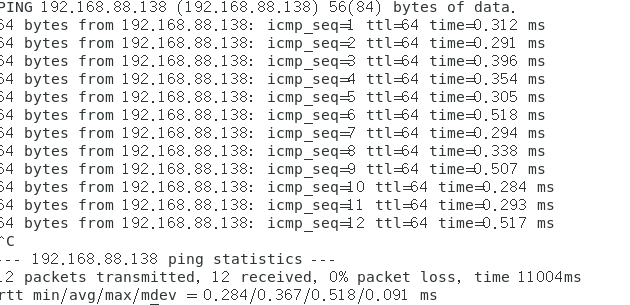 PING 192.168.88.138 (192.168.88.138) 56(84) bytes of data.
64 bytes from 192.168.88.138: icmp_seq=1 ttl=64 time=0.312 ms
64 bytes from 192.168.88.138: icmp_seq=2 ttl=64 time=0.291 ms
64 bytes from 192.168.88.138: icmp_seq=3 ttl=64 time=0.396 ms
64 bytes from 192.168.88.138: icmp_seq=4 ttl=64 time=0.354 ms
64 bytes from 192.168.88.138: icmp_seq=5 ttl=64 time=0.305 ms
64 bytes from 192.168.88.138: icmp_seq=6 ttl=64 time=0.518 ms
64 bytes from 192.168.88.138: icmp_seq=7 ttl=64 time=0.294 ms
64 bytes from 192.168.88.138: icmp_seq=8 ttl=64 time=0.338 ms
64 bytes from 192.168.88.138: icmp_seq=9 ttl=64 time=0.507 ms
64 bytes from 192.168.88.138: icmp_seq=10 ttl=64 time=0.284 ms
64 bytes from 192.168.88.138: icmp_seq=11 ttl=64 time=0.293 ms
64 bytes from 192.168.88.138: icmp_seq=12 ttl=64 time=0.517 ms
^C
--- 192.168.88.138 ping statistics ---
12 packets transmitted, 12 received, 0% packet loss, time 11004ms
rtt min/avg/max/mdev = 0.284/0.367/0.518/0.091 ms